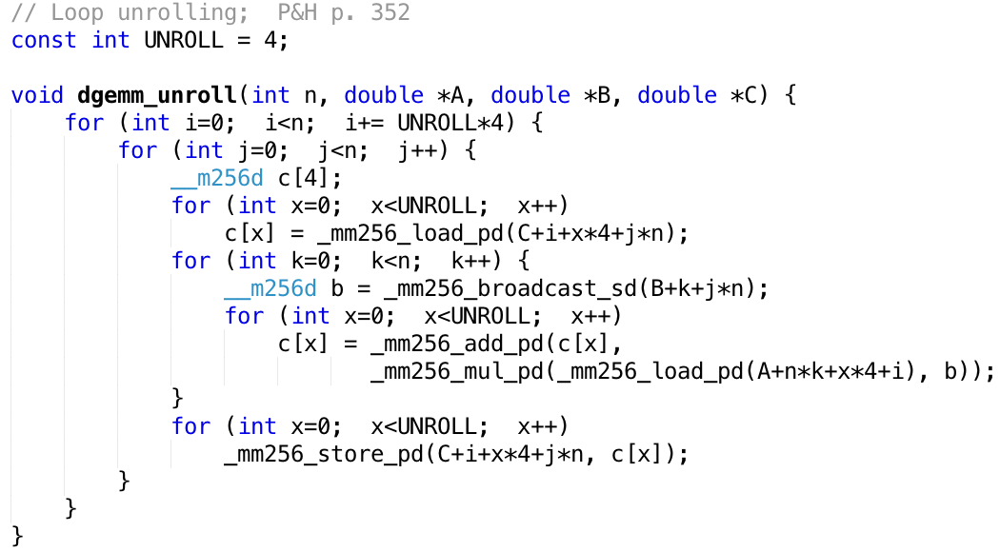 // Loop unrolling;  P&H p. 352
const int UNROLL = 4;

void dgemm_unroll(int n, double *A, double *B, double *C) {
    for (int i=0;  i<n;  i+= UNROLL*4) {
        for (int j=0;  j<n;  j++) {
            __m256d c[4];
            for (int x=0;  x<UNROLL;  x++)
                c[x] = _mm256_load_pd(C+i+x*4+j*n);
            for (int k=0;  k<n;  k++) {
                __m256d b = _mm256_broadcast_sd(B+k+j*n);
                for (int x=0;  x<UNROLL;  x++)
                    c[x] = _mm256_add_pd(c[x],
                           _mm256_mul_pd(_mm256_load_pd(A+n*k+x*4+i), b));
            }
            for (int x=0;  x<UNROLL;  x++)
                _mm256_store_pd(C+i+x*4+j*n, c[x]);
        }
    }
}